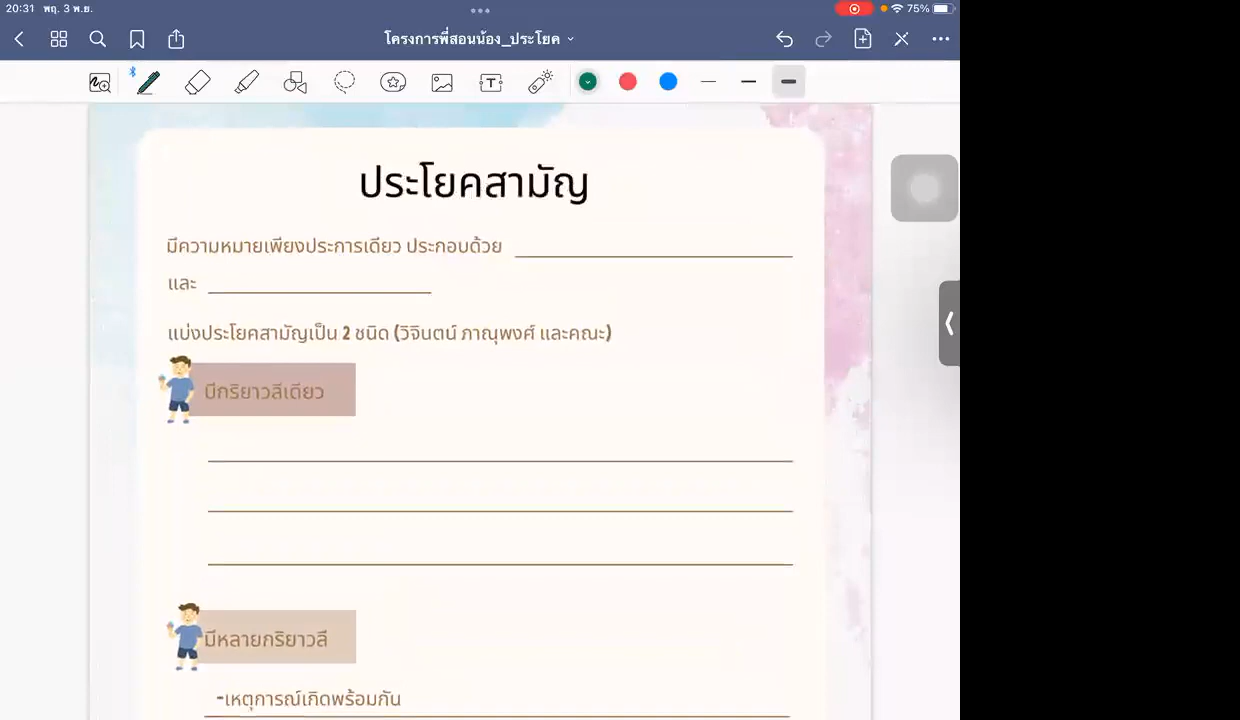 20:31 พฤ. 3 พ.ย.
75%
โครงการพี่สอนน้อง_ประโยค
ประโยคสามัญ
มีความหมายเพียงประการเดียว ประกอบด้วย
และ
แบ่งประโยคสามัญเป็น 2 ชนิด (วิจินตน์ ภาณุพงศ์ และคณะ)
มีกริยาวลีเดียว
มีหลายกริยาวลี
-เหตุการณ์เกิดพร้อมกัน